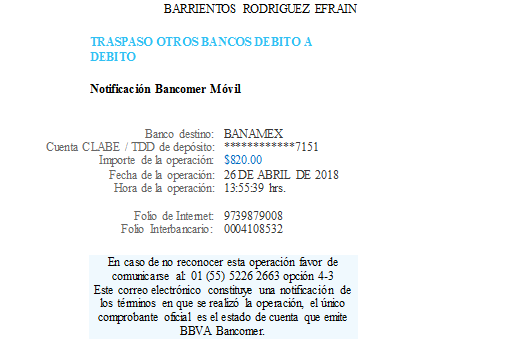 BARRIENTOS RODRIGUEZ EFRAIN
TRASPASO OTROS BANCOS DEBITO A
DEBITO
Notificación Bancomer Móvil
Banco destino: BANAMEX
Cuenta CLABE / TDD de depósito: ************7151
Importe de la operación: $820.00
Fecha de la operación: 26 DE ABRIL DE 2018
Hora de la operación: 13:55:39 hrs.
Folio de Internet: 9739879008
Folio Interbancario: 0004108532
En caso de no reconocer esta operación favor de
comunicarse al: 01 (55) 5226 2663 opción 4-3
Este correo electrónico constituye una notificación de
los términos en que se realizó la operación, el único
comprobante oficial es el estado de cuenta que emite
BBVA Bancomer.